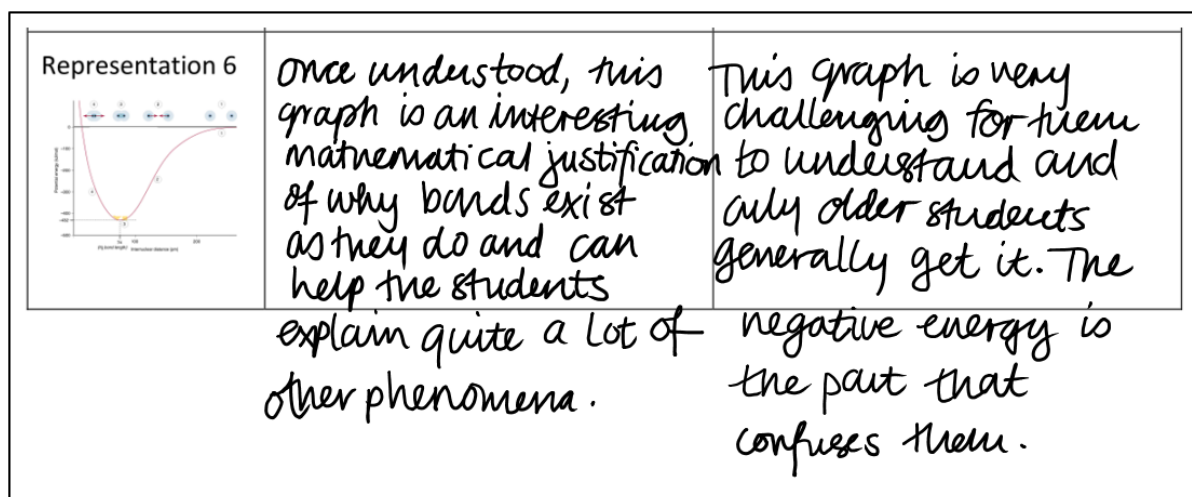 Representation 6
once understood, this
graph is an interesting
mathematical justification
of why bonds exist
as they do and can
help the students
explain quite a lot of
other phenomena.
This graph is very
challenging for them
to understand and
only older students
generally get it. The
negative energy is
the part that
confuses them.